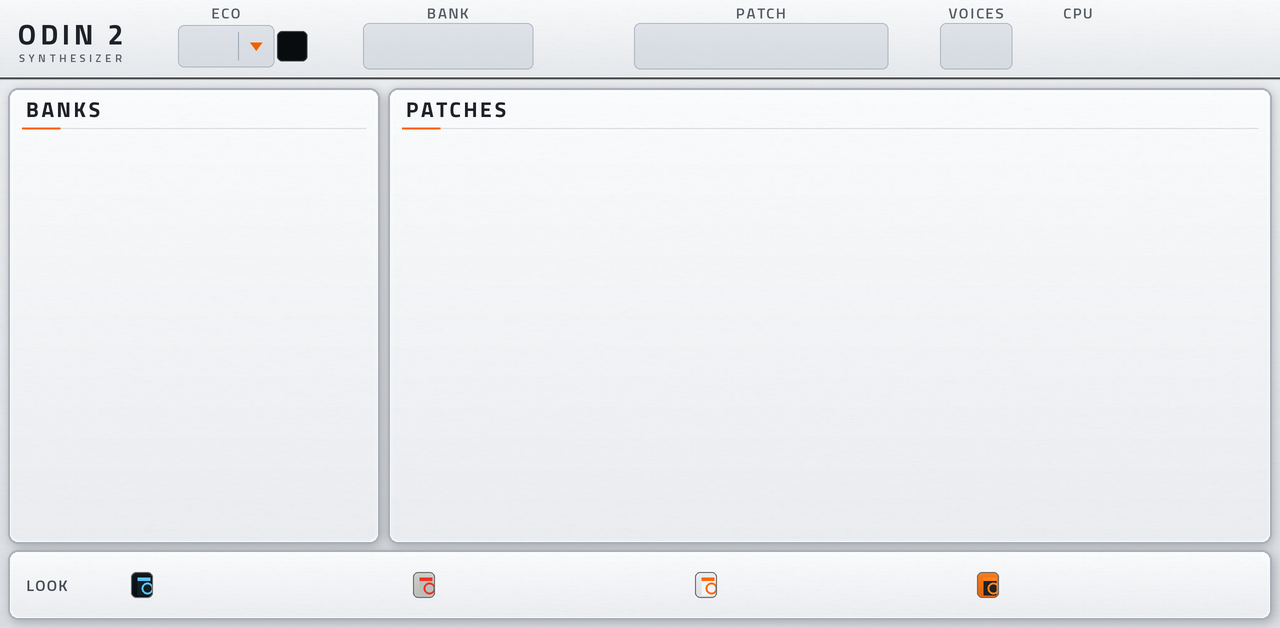 ECO
BANK
PATCH
VOICES
CPU
ODIN 2
SYNTHESIZER
BANKS
PATCHES
LOOK